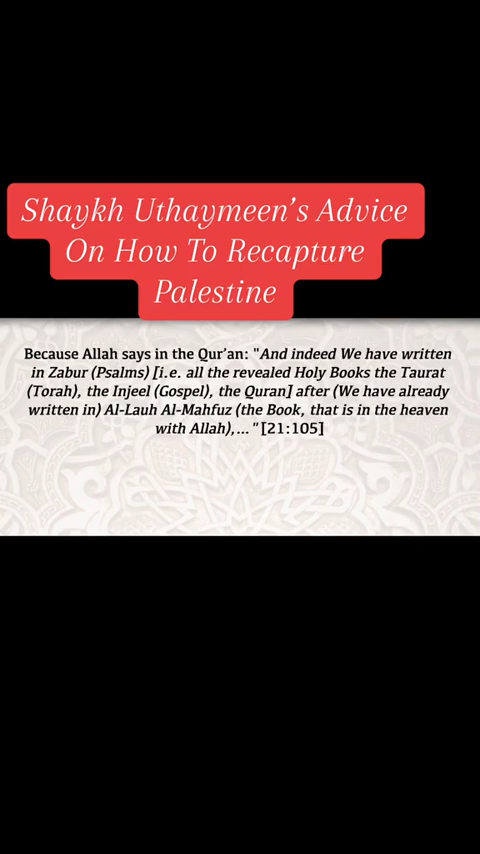 Shaykh Uthaymeen's Advice
On How To Recapture
Palestine
Because Allah says in the Qur'an: "And indeed We have written
in Zabur (Psalms) [i.e. all the revealed Holy Books the Taurat
(Torah), the Injeel (Gospel), the Quran] after (We have already
written in) Al-Lauh Al-Mahfuz (the Book, that is in the heaven
with Allah),..." [21:105]